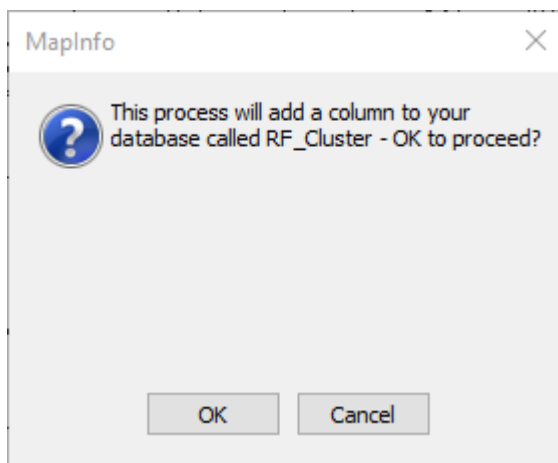 MapInfo
This process will add a column to your
database called RF_Cluster - OK to proceed?
OK
Cancel